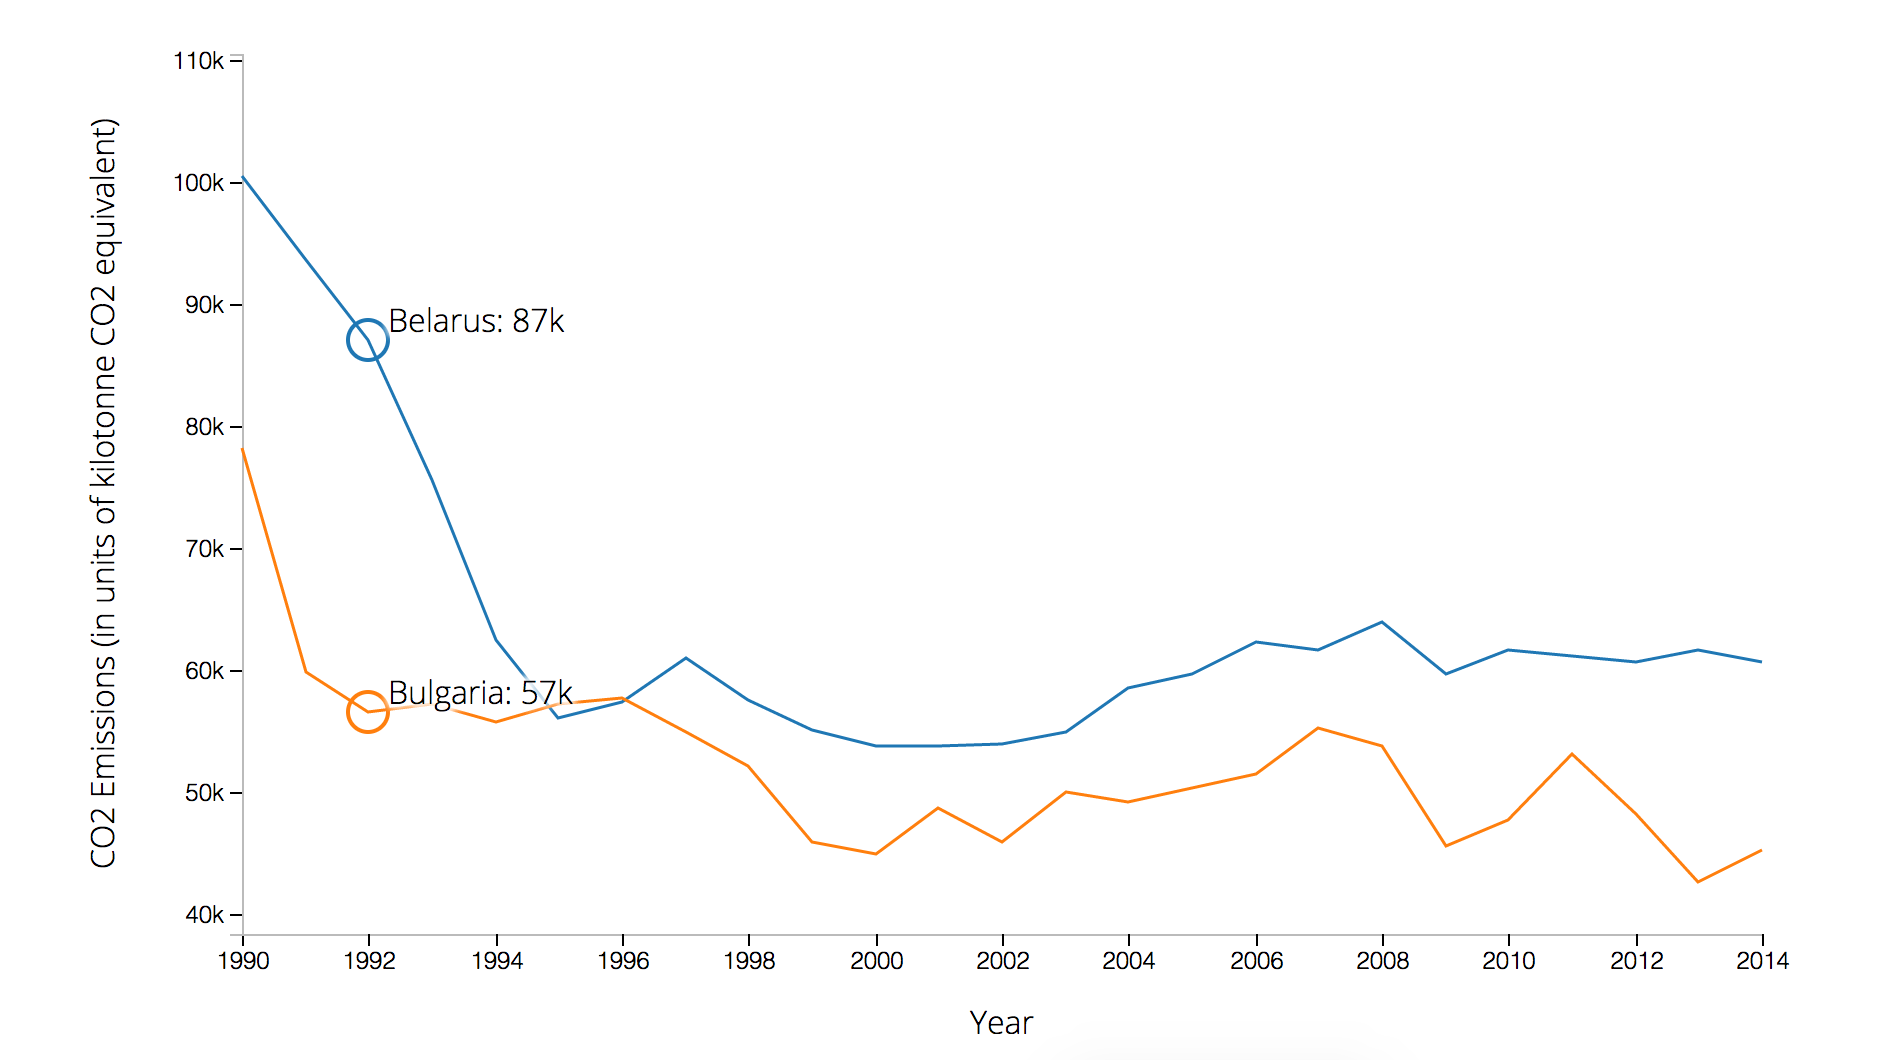 CO2 Emissions (in units of kilotonne CO2 equivalent)
110k
100k
90k
80k
70k
60k
50k
40k
Belarus: 87k
Bulgaria: 57k
1990 1992 1994 1996 1998 2000 2002 2004 2006 2008 2010 2012 2014
Year